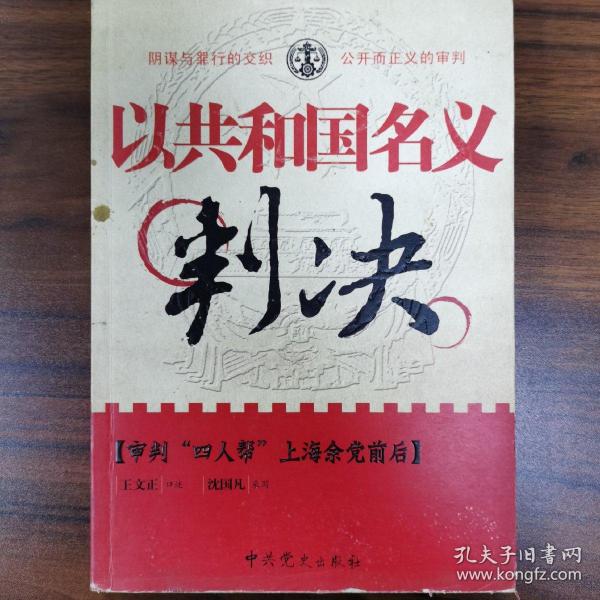 阴谋与罪行的交织 公开而正义的审判
以共和国名义
判决
【审判“四人帮”上海余党前后】
王文正 口述 沈国凡 采写
中共党史出版社
孔夫子旧书网
www.kongfz.com